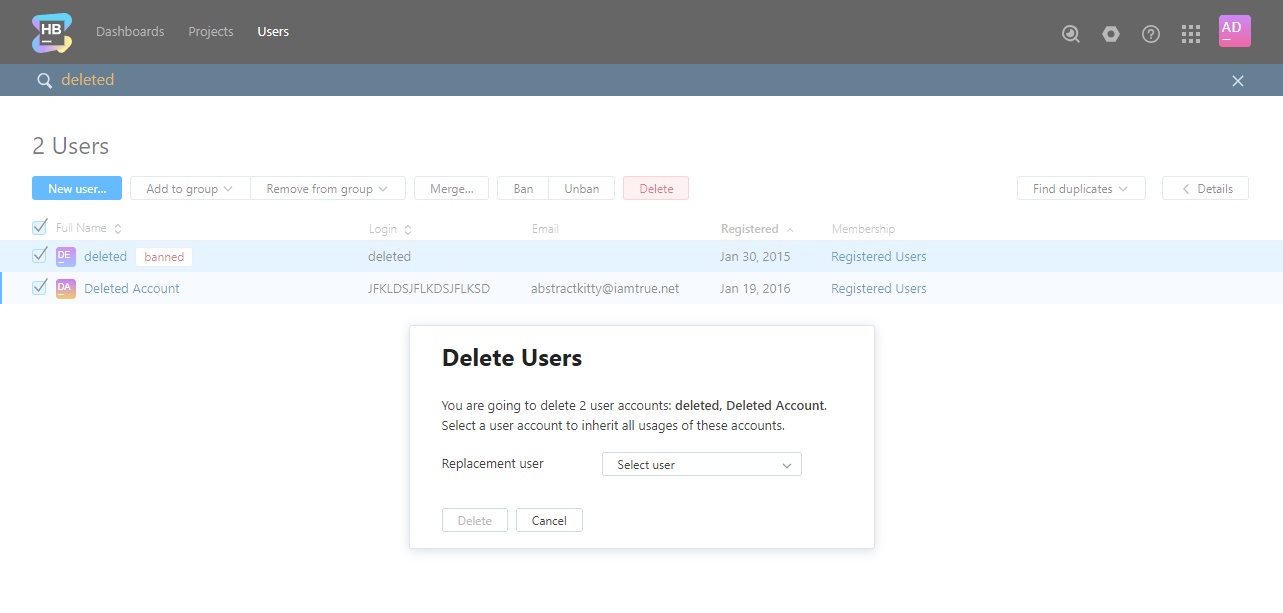 HB Dashboards Projects Users AD
deleted
2 Users
New user... Add to group Remove from group Merge... Ban Unban Delete Find duplicates Details
Full Name Login Email Registered Membership
DE deleted banned deleted Jan 30, 2015 Registered Users
DA Deleted Account JFKLDSJFLKDSJFLKSD abstractkitty@iamtrue.net Jan 19, 2016 Registered Users
Delete Users
You are going to delete 2 user accounts: deleted, Deleted Account.
Select a user account to inherit all usages of these accounts.
Replacement user Select user
Delete Cancel